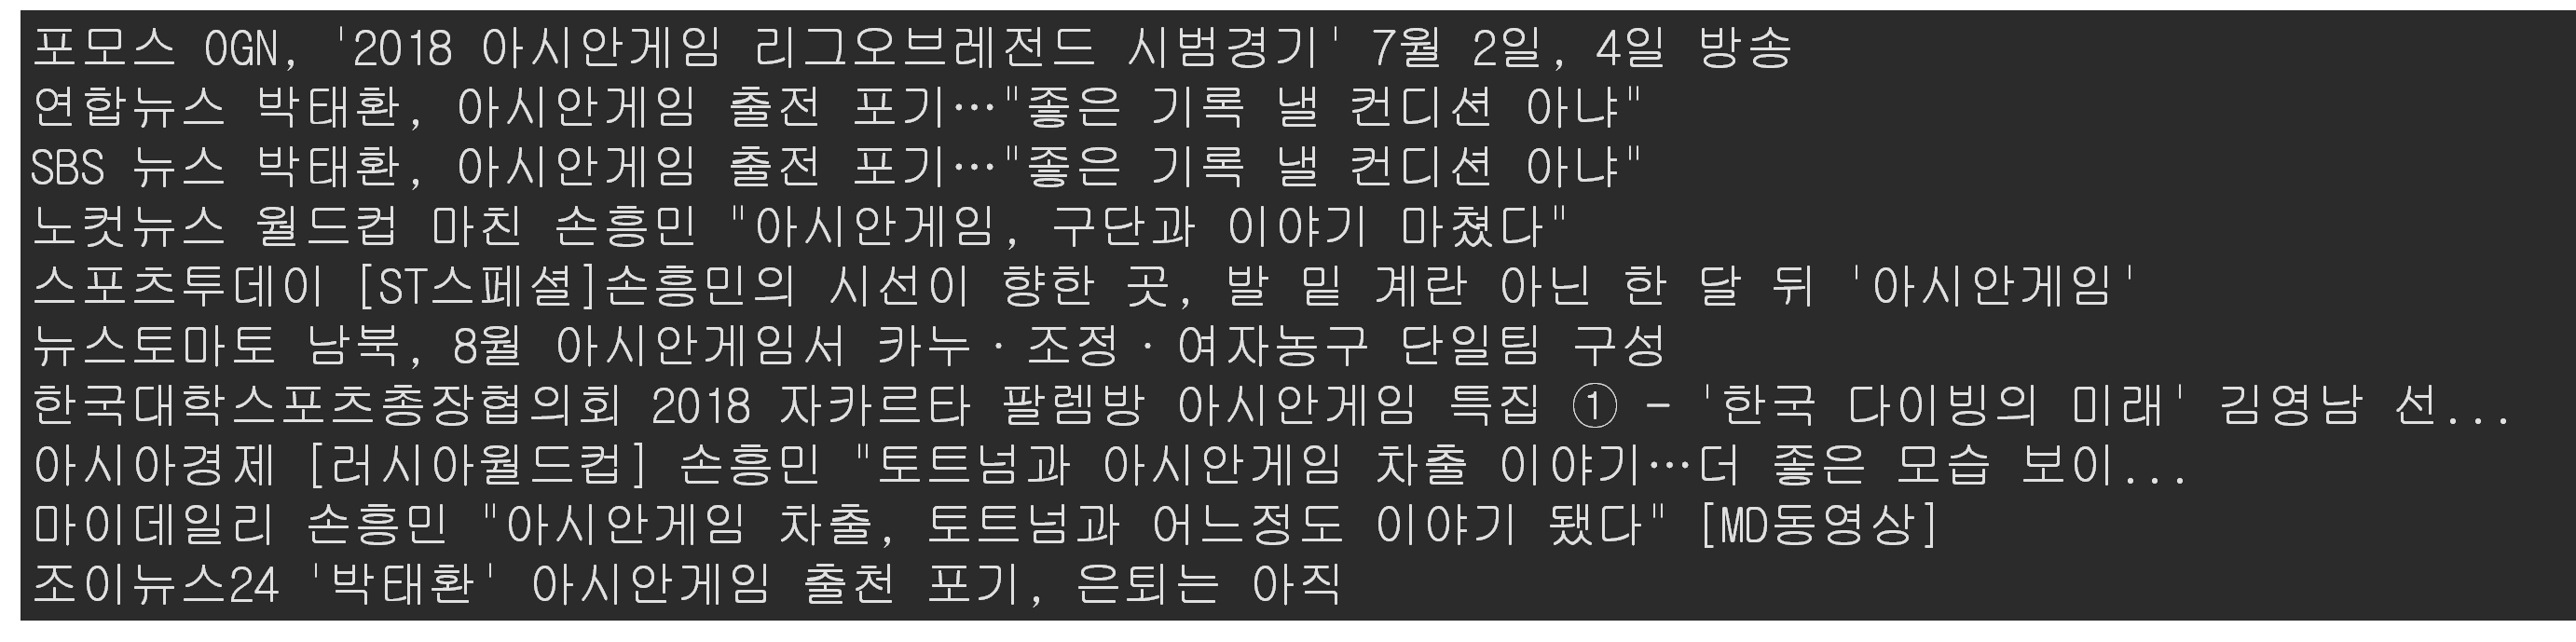 포모스 OGN, '2018 아시안게임 리그오브레전드 시범경기' 7월 2일, 4일 방송
연합뉴스 박태환, 아시안게임 출전 포기…"좋은 기록 낼 컨디션 아냐"
SBS 뉴스 박태환, 아시안게임 출전 포기…"좋은 기록 낼 컨디션 아냐"
노컷뉴스 월드컵 마친 손흥민 "아시안게임, 구단과 이야기 마쳤다"
스포츠투데이 [ST스페셜]손흥민의 시선이 향한 곳, 발 밑 계란 아닌 한 달 뒤 '아시안게임'
뉴스토마토 남북, 8월 아시안게임서 카누·조정·여자농구 단일팀 구성
한국대학스포츠총장협의회 2018 자카르타 팔렘방 아시안게임 특집 ① - '한국 다이빙의 미래' 김영남 선...
아시아경제 [러시아월드컵] 손흥민 "토트넘과 아시안게임 차출 이야기…더 좋은 모습 보이...
마이데일리 손흥민 "아시안게임 차출, 토트넘과 어느정도 이야기 됐다" [MD동영상]
조이뉴스24 '박태환' 아시안게임 출천 포기, 은퇴는 아직